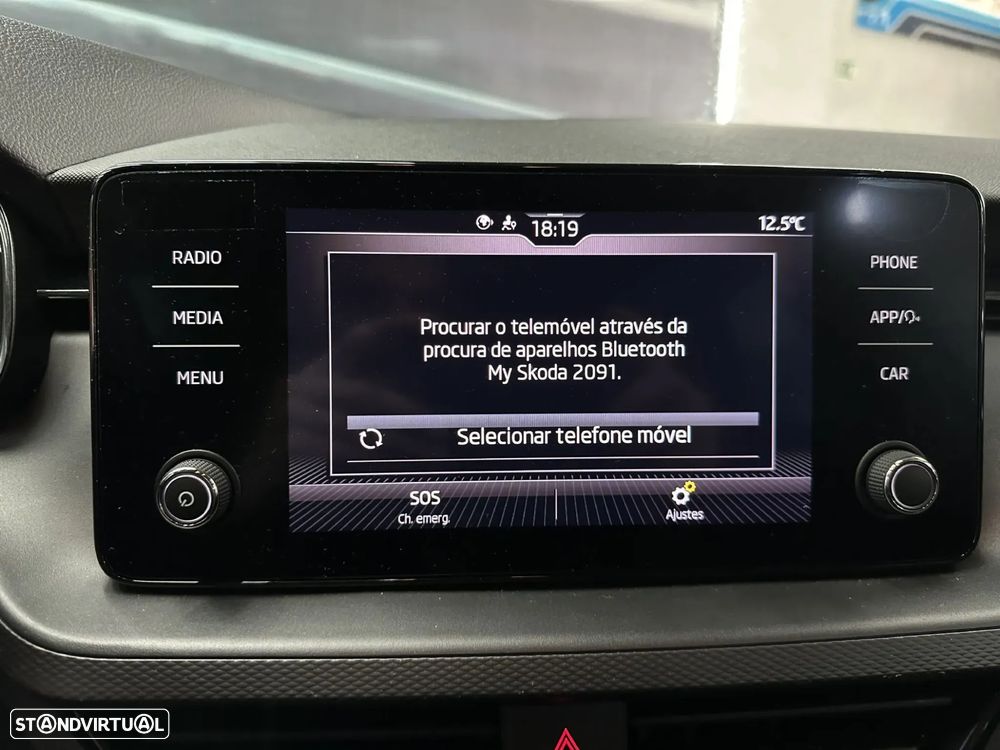 18:19
12.5°C
RADIO
MEDIA
MENU
Procurar o telemóvel através da
procura de aparelhos Bluetooth
My Skoda 2091.
Selecionar telefone móvel
SOS
Ch. emerg.
Ajustes
PHONE
APP/
CAR
STANDVIRTUAL